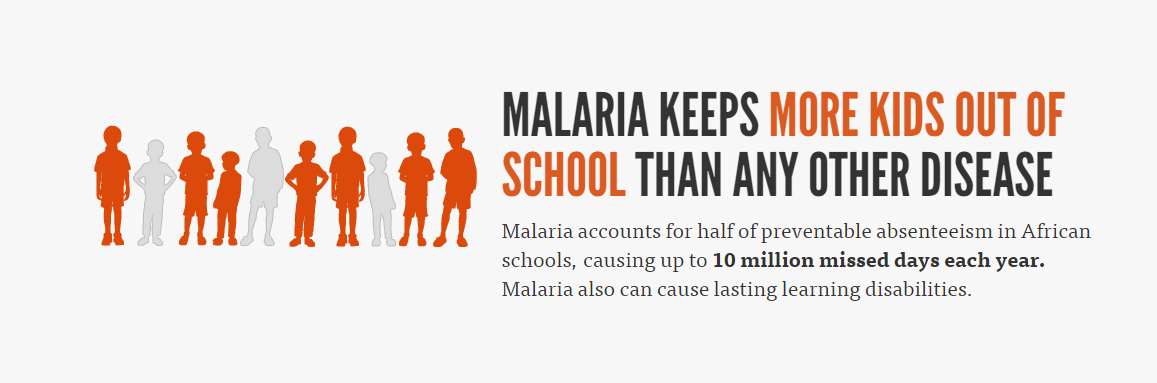 MALARIA KEEPS MORE KIDS OUT OF
SCHOOL THAN ANY OTHER DISEASE
Malaria accounts for half of preventable absenteeism in African
schools, causing up to 10 million missed days each year.
Malaria also can cause lasting learning disabilities.